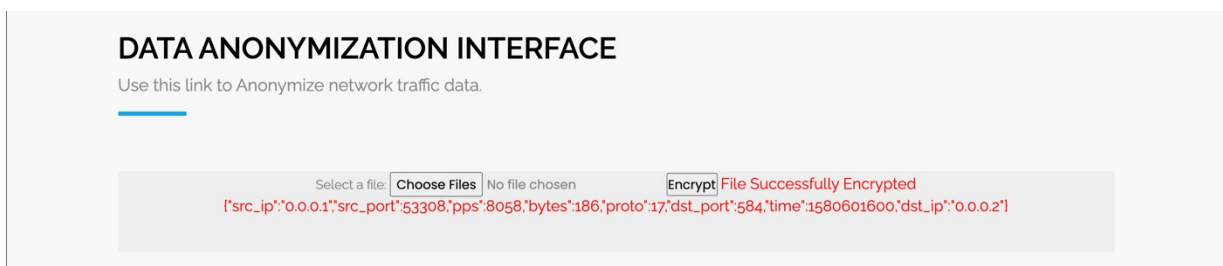 DATA ANONYMIZATION INTERFACE
Use this link to Anonymize network traffic data.
Select a file: Choose Files No file chosen Encrypt File Successfully Encrypted
{"src_ip":"0.0.0.1","src_port":53308,"pps":8058,"bytes":186,"proto":17,"dst_port":584,"time":1580601600,"dst_ip":"0.0.0.2"}